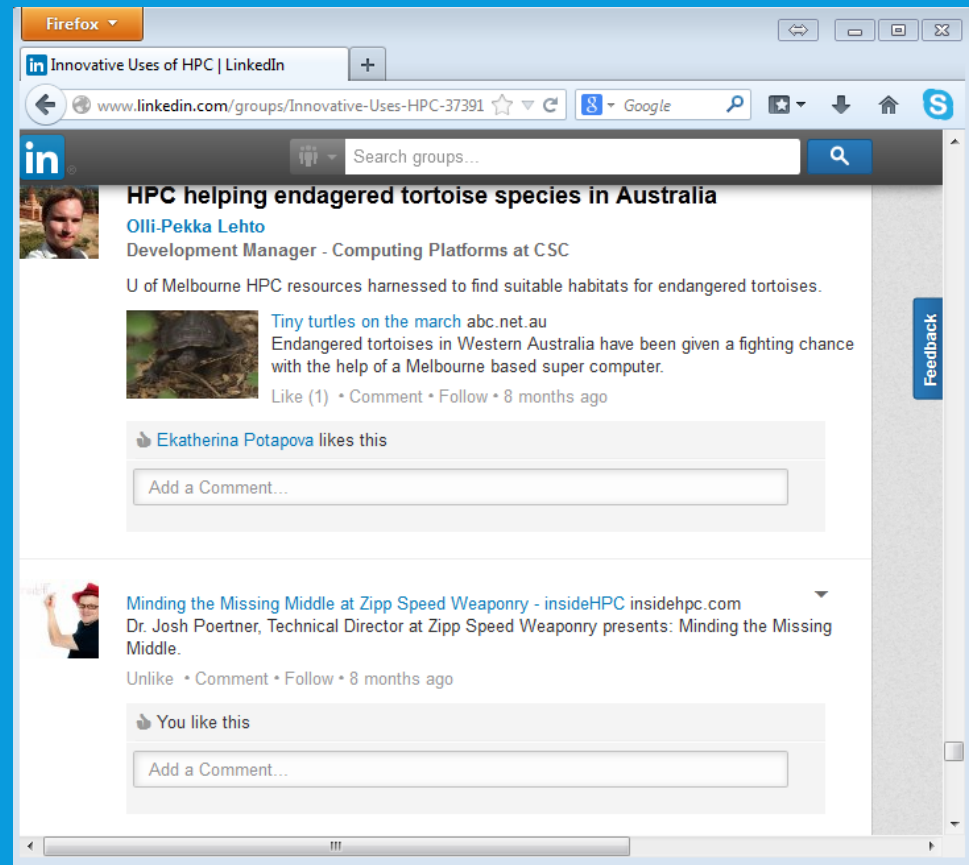 Firefox
in Innovative Uses of HPC | LinkedIn
www.linkedin.com/groups/Innovative-Uses-HPC-37391
8 Google
S
in Search groups...
HPC helping endagered tortoise species in Australia
Olli-Pekka Lehto
Development Manager - Computing Platforms at CSC
U of Melbourne HPC resources harnessed to find suitable habitats for endangered tortoises.
Tiny turtles on the march abc.net.au
Endangered tortoises in Western Australia have been given a fighting chance
with the help of a Melbourne based super computer.
Like (1) • Comment • Follow • 8 months ago
Ekatherina Potapova likes this
Add a Comment...
Feedback
Minding the Missing Middle at Zipp Speed Weaponry - insideHPC insidehpc.com
Dr. Josh Poertner, Technical Director at Zipp Speed Weaponry presents: Minding the Missing
Middle.
Unlike • Comment • Follow • 8 months ago
You like this
Add a Comment...